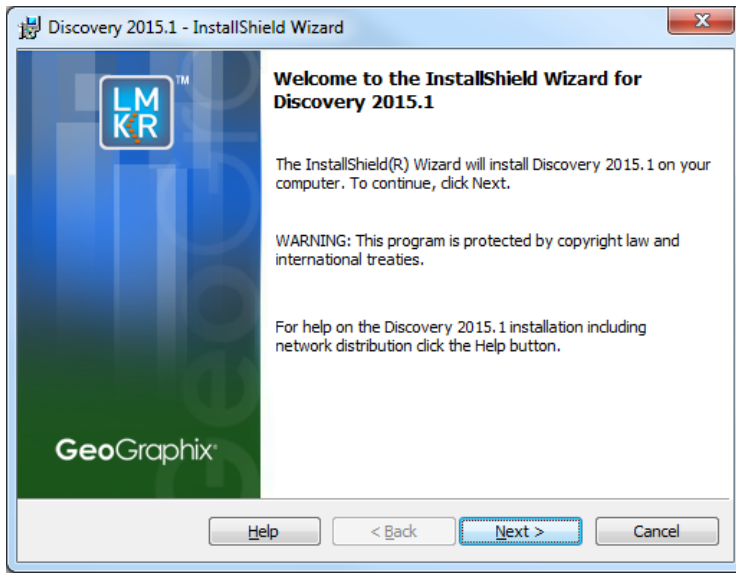 Discovery 2015.1 - InstallShield Wizard
LM
KR
TM
Welcome to the InstallShield Wizard for
Discovery 2015.1
The InstallShield(R) Wizard will install Discovery 2015.1 on your
computer. To continue, click Next.
WARNING: This program is protected by copyright law and
international treaties.
For help on the Discovery 2015.1 installation including
network distribution click the Help button.
GeoGraphix®
GeoGra
Help
< Back
Next >
Cancel